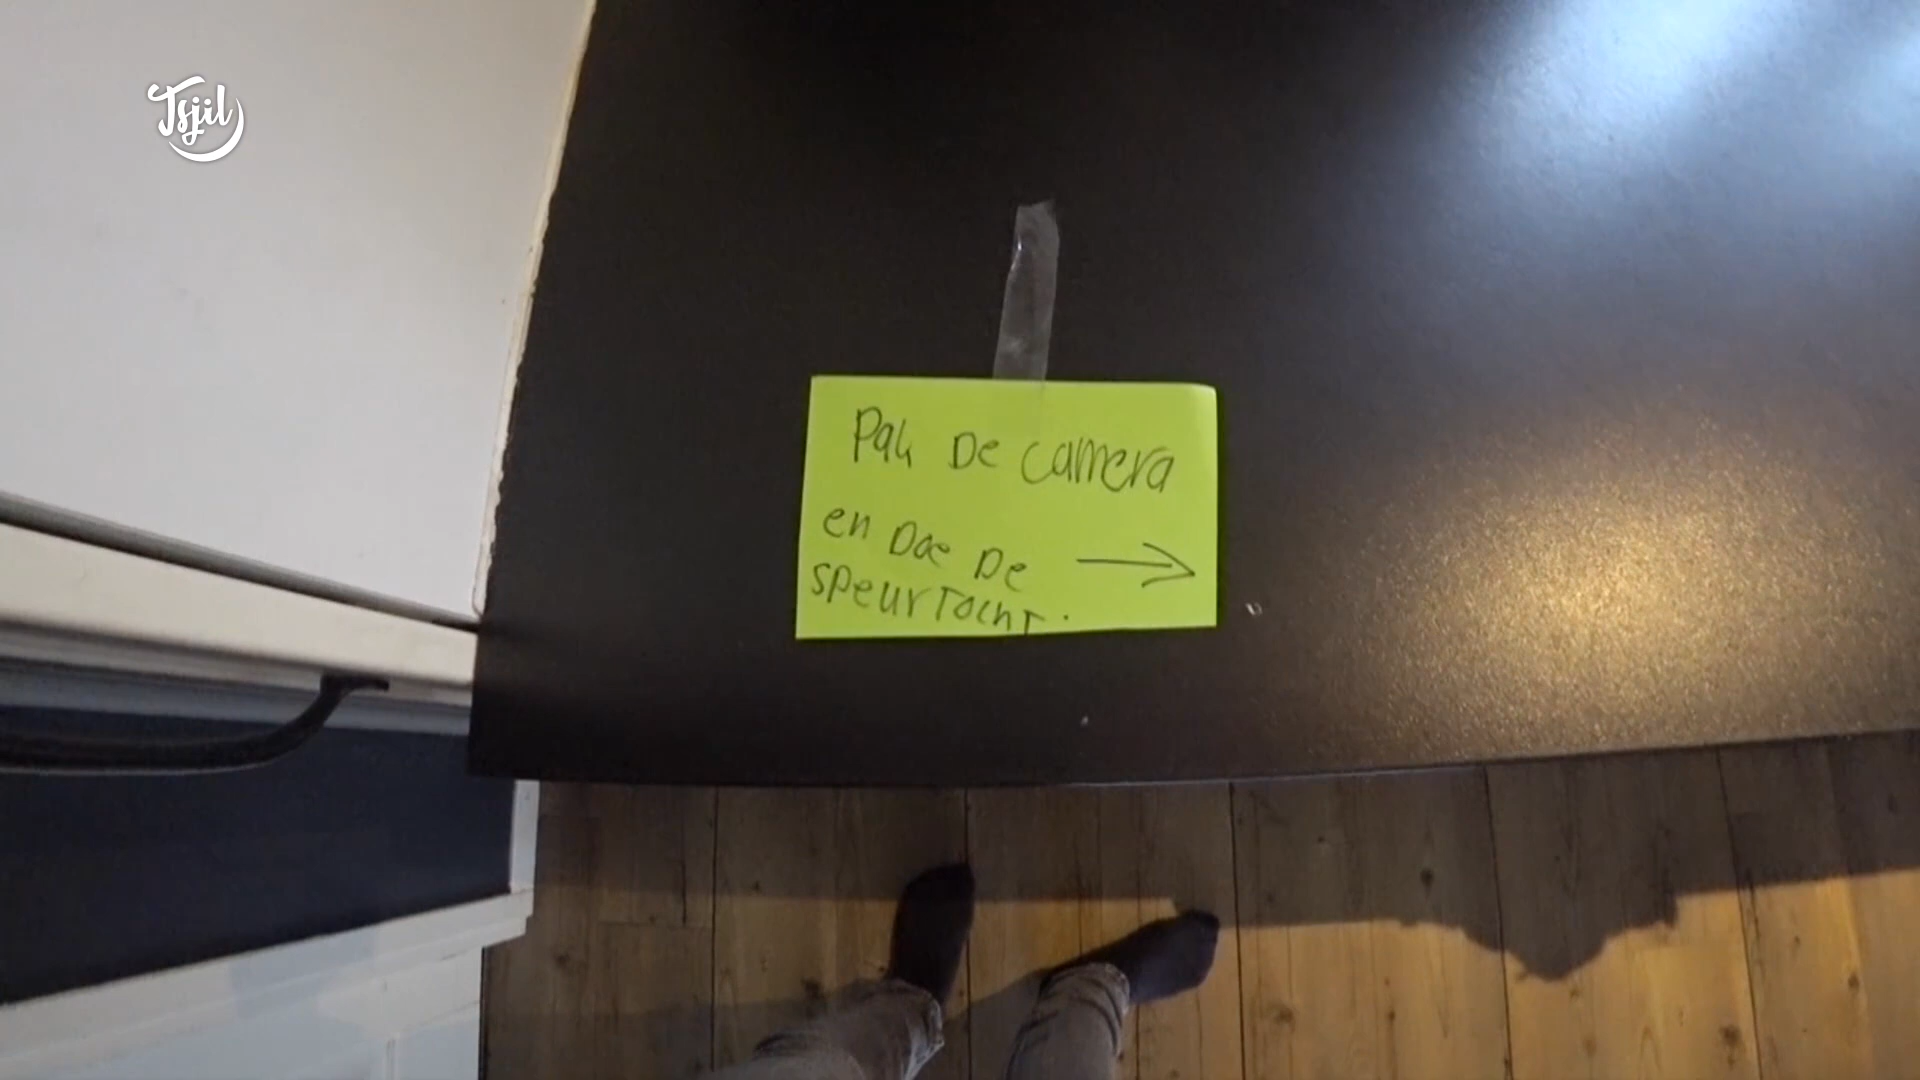 Tsjil
Pak De camera
en Doe De →
speurtocht.